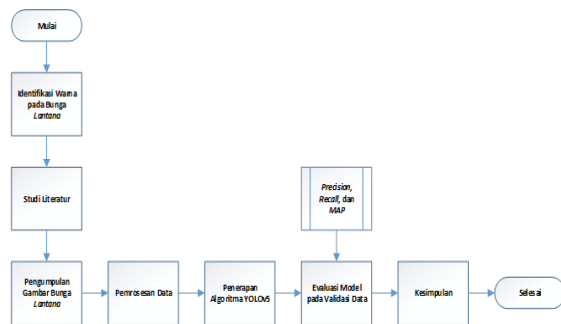 Mulai
Identifikasi Warna
pada Bunga
Lantana
Studi Literatur
Precision,
Recall, dan
MAP
Pengumpulan
Gambar Bunga
Lantana
Pemrosesan Data
Penerapan
Algoritma YOLOv5
Evaluasi Model
pada Validasi Data
Kesimpulan
Selesai